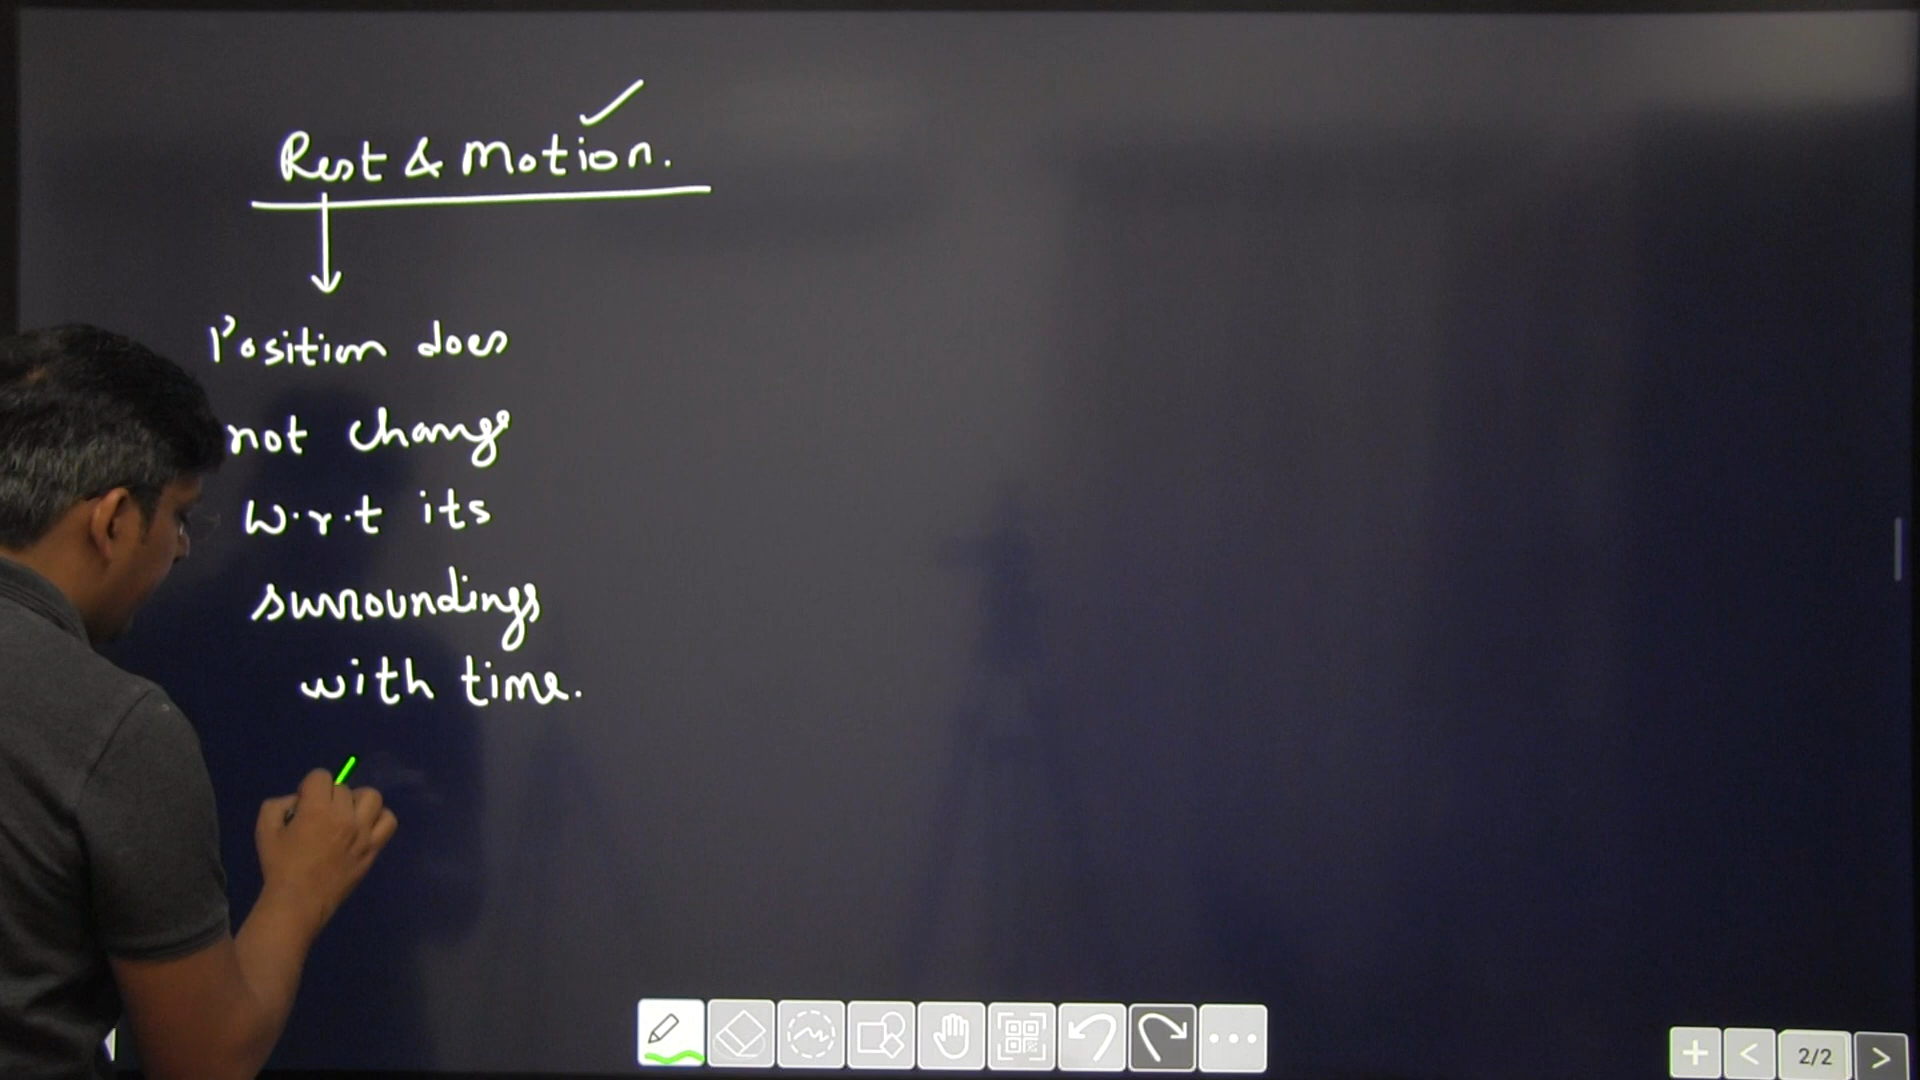 Rest & Motion.
Position does
not change
w.r.t its
surroundings
with time.
2/2